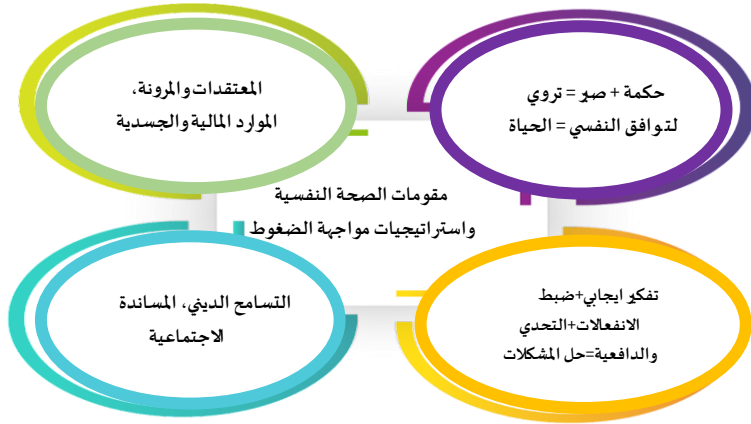 حكمة + صبر = تروي
لتوافق النفسي = الحياة
المعتقدات والمرونة،
الموارد المالية والجسدية
مقومات الصحة النفسية
واستراتيجيات مواجهة الضغوط
تفكير ايجابي+ضبط
الانفعالات+التحدي
والدافعية=حل المشكلات
التسامح الديني، المساندة
الاجتماعية